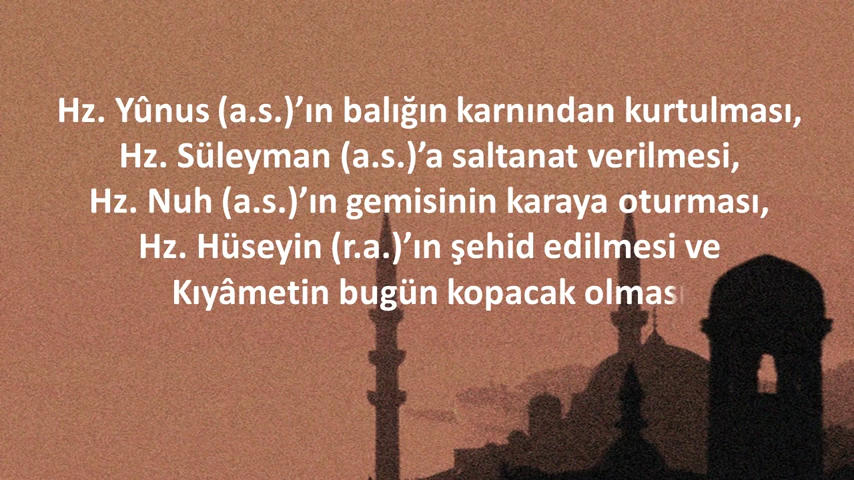 Hz. Yûnus (a.s.)’ın balığın karnından kurtulması,
Hz. Süleyman (a.s.)’a saltanat verilmesi,
Hz. Nuh (a.s.)’ın gemisinin karaya oturması,
Hz. Hüseyin (r.a.)’ın şehid edilmesi ve
Kıyâmetin bugün kopacak olması